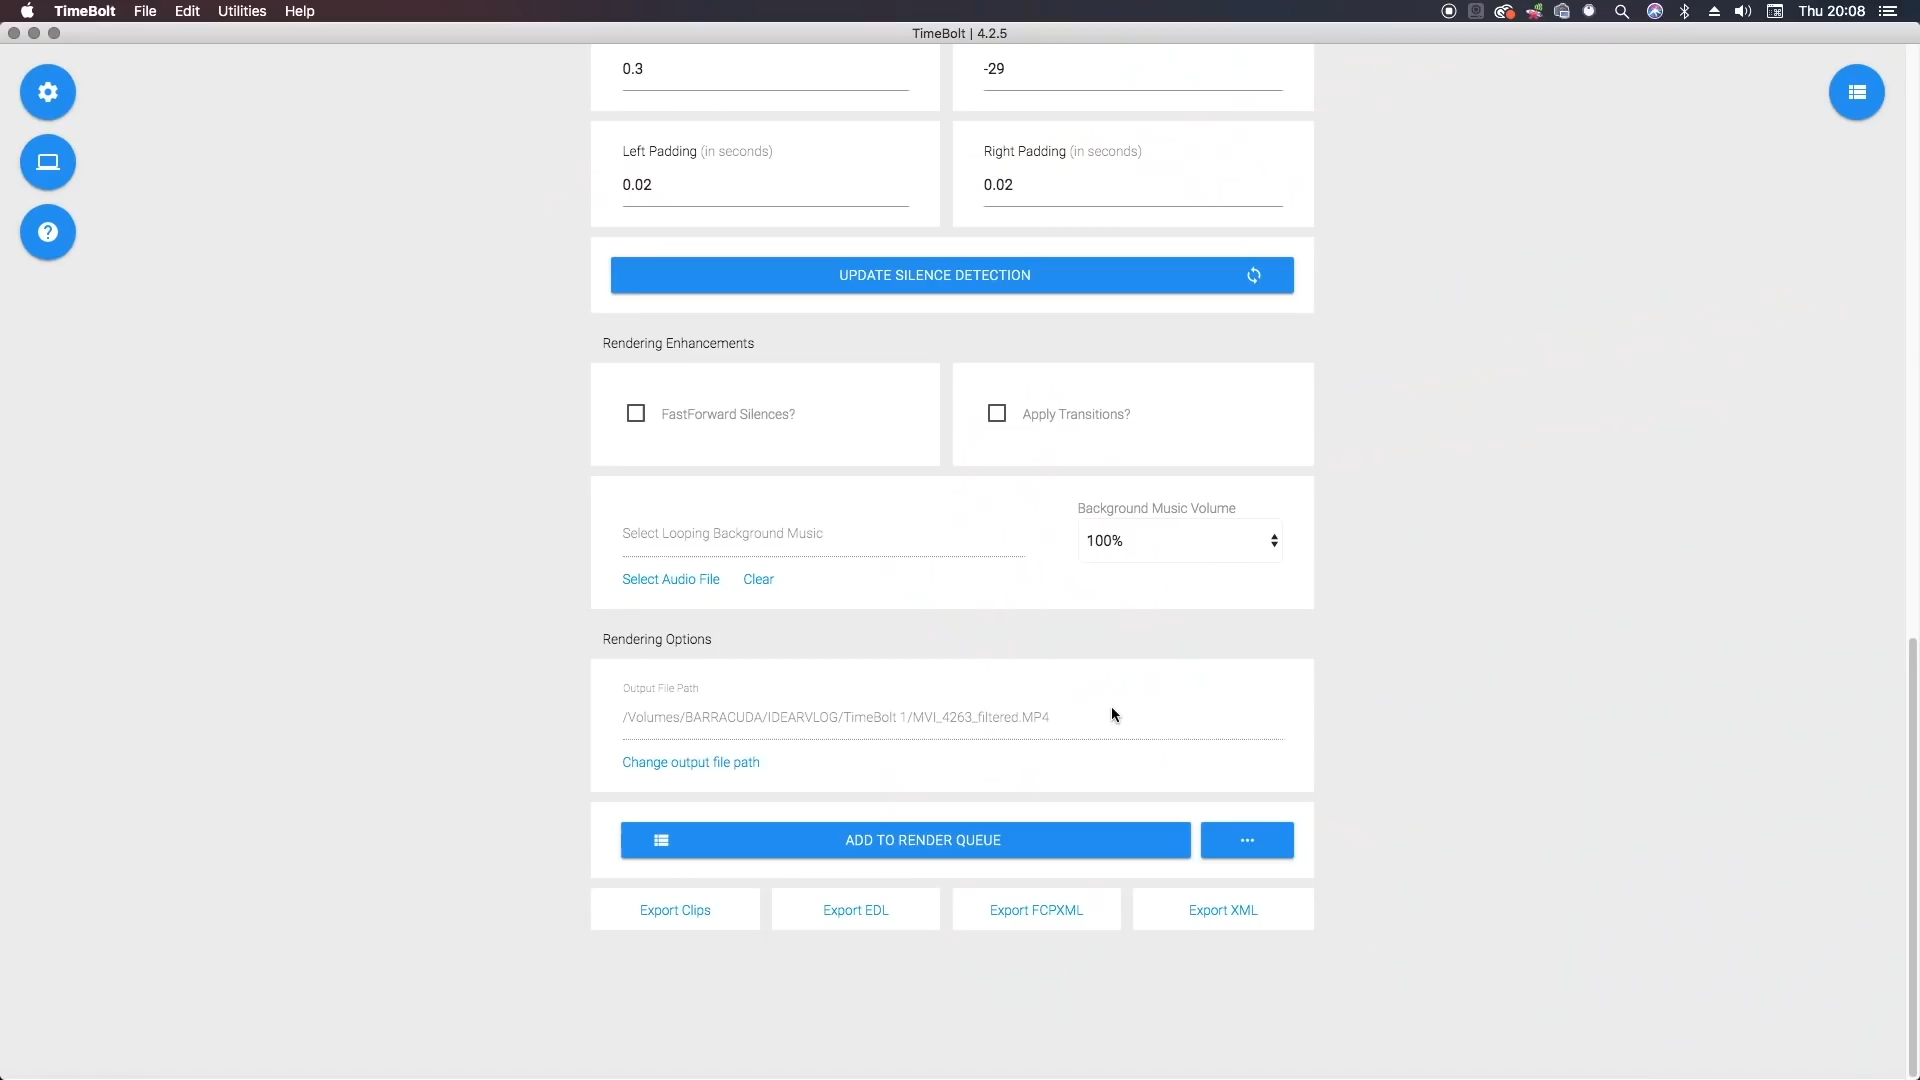 TimeBolt File Edit Utilities Help
Thu 20:08
TimeBolt | 4.2.5
0.3
-29
Left Padding (in seconds)
0.02
Right Padding (in seconds)
0.02
UPDATE SILENCE DETECTION
Rendering Enhancements
FastForward Silences?
Apply Transitions?
Select Looping Background Music
Background Music Volume
100%
Select Audio File Clear
Rendering Options
Output File Path
/Volumes/BARRACUDA/IDEARVLOG/TimeBolt 1/MVI_4263_filtered.MP4
Change output file path
ADD TO RENDER QUEUE
...
Export Clips
Export EDL
Export FCPXML
Export XML